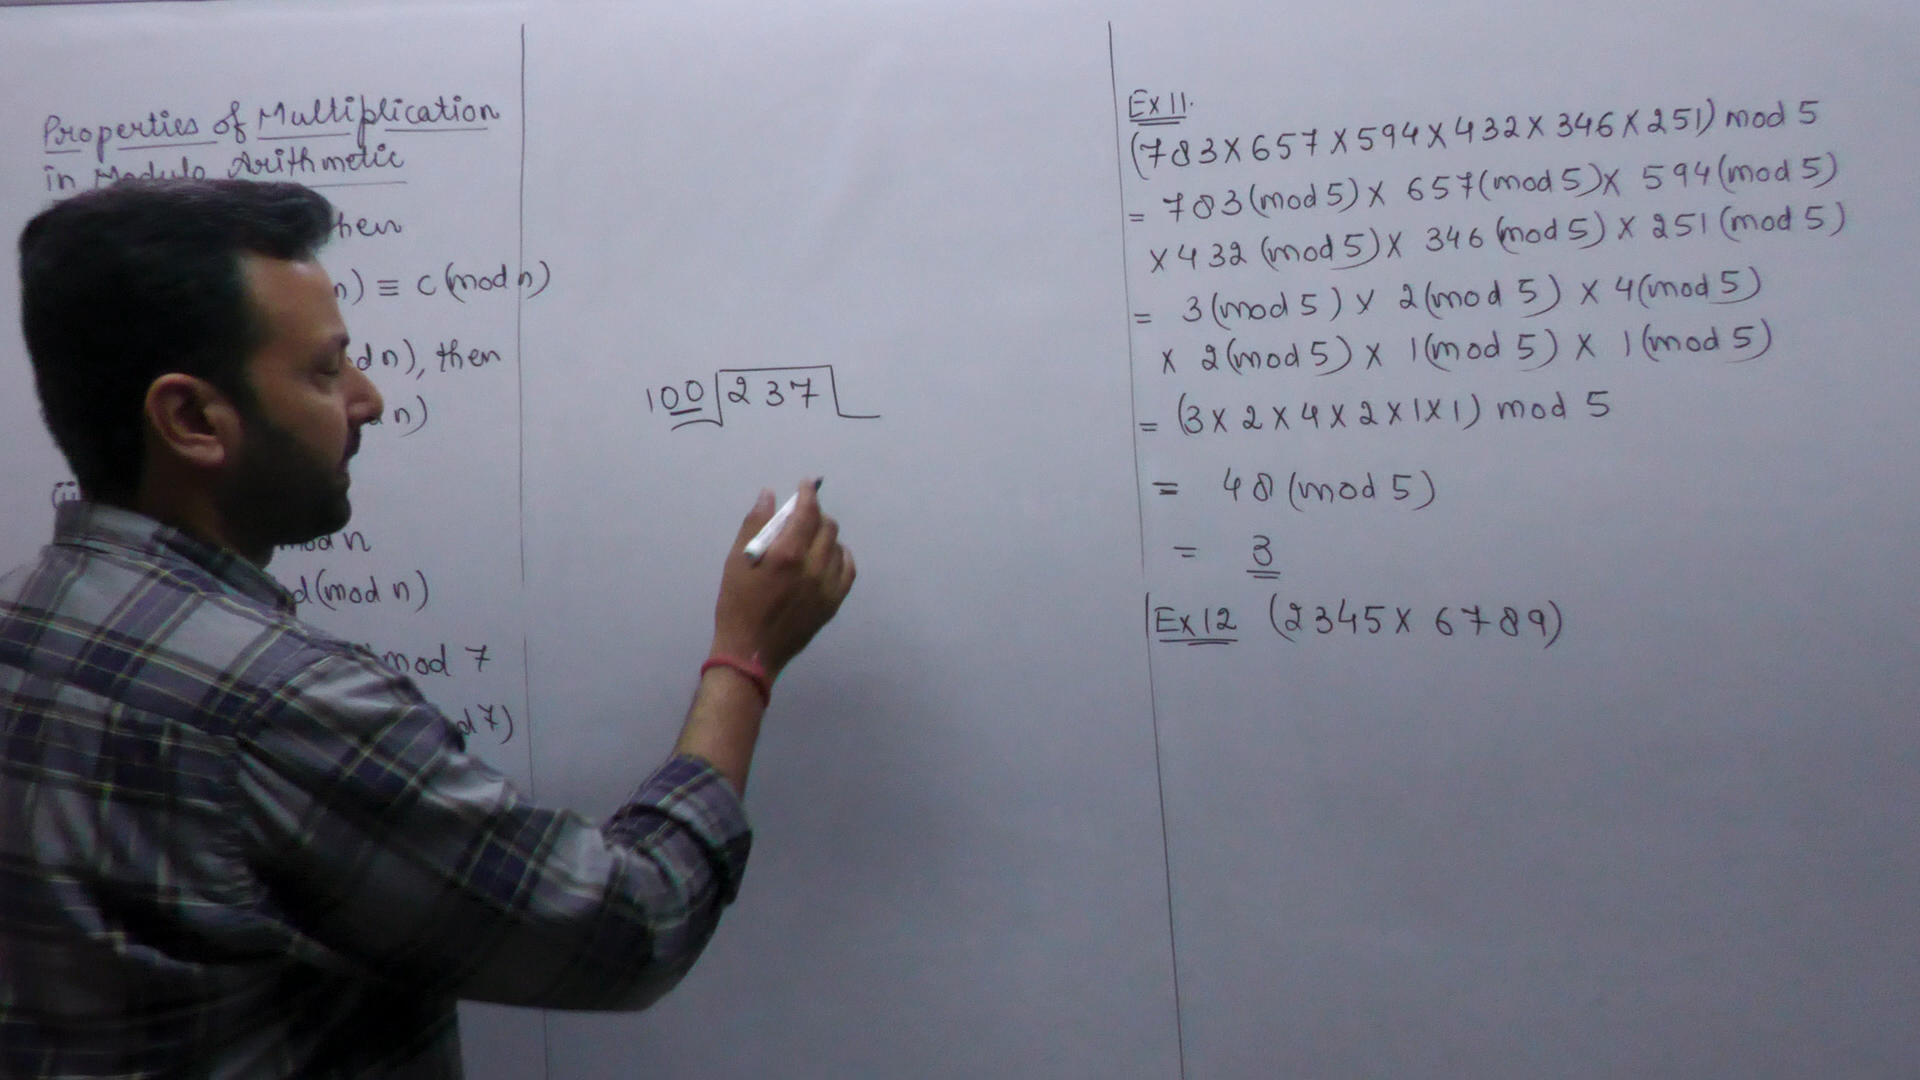 Properties of Multiplication
in Modulo Arithmetic
then
n) ≡ c(mod n)
dn), then
n)
(ii
mod n
d(mod n)
mod 7
d 7)
100 237
Ex 11.
(783×657×594×432×346×251) mod 5
= 783(mod 5)× 657(mod 5)× 594(mod 5)
×432 (mod 5)× 346 (mod 5) × 251 (mod 5)
= 3(mod 5) × 2(mod 5) × 4(mod 5)
× 2(mod 5) × 1(mod 5) × 1(mod 5)
= (3×2×4×2×1×1) mod 5
= 48 (mod 5)
= 3
Ex 12 (2345× 6789)